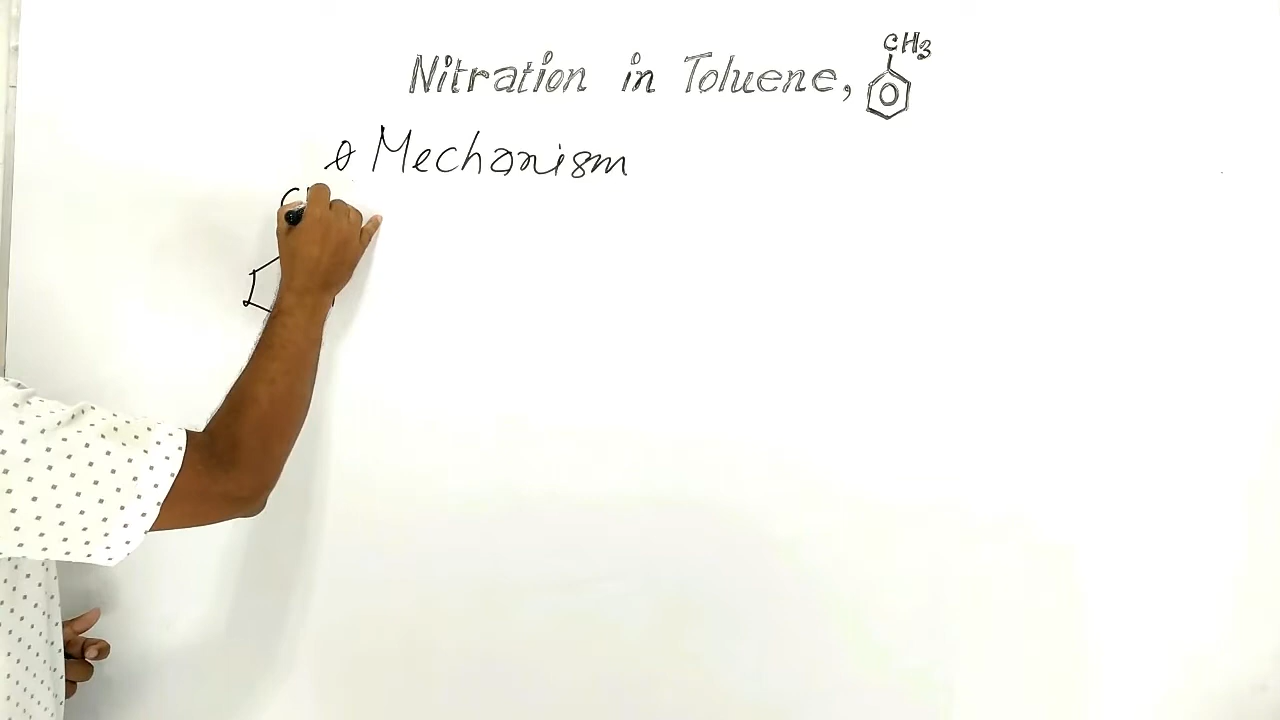 Nitration in Toluene, CH3
* Mechanism
C